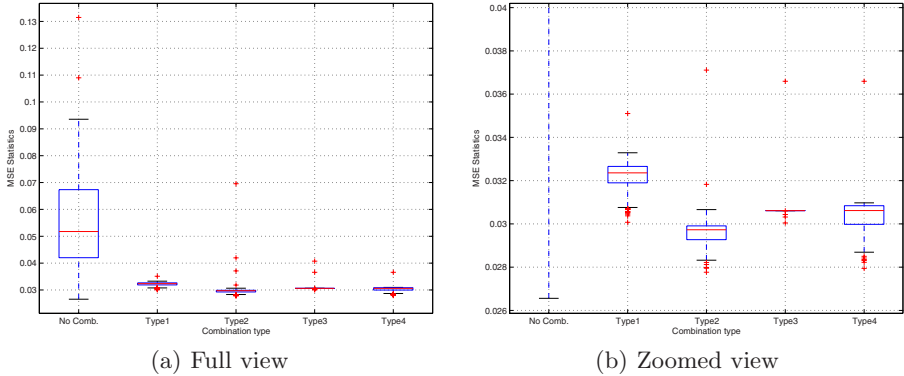 0.13
0.12
0.11
0.1
0.09
0.08
0.07
0.06
0.05
0.04
0.03
MSE Statistics
No Comb.
Type1
Type2
Type3
Type4
Combination type
(a) Full view
0.04
0.038
0.036
0.034
0.032
0.03
0.028
0.026
MSE Statistics
No Comb.
Type1
Type2
Type3
Type4
Combination type
(b) Zoomed view